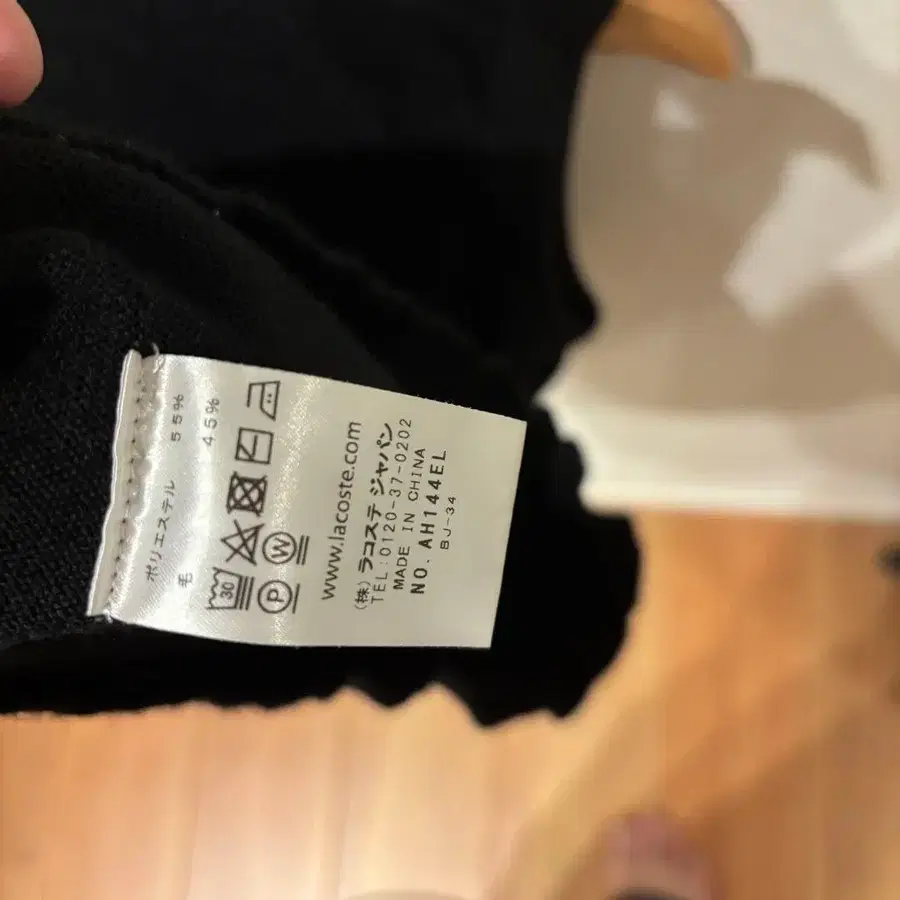 ポリエステル 55%
毛 45%
30
P W
www.lacoste.com
(株)ラコステ ジャパン
TEL:0120-37-0202
MADE IN CHINA
NO. AH144EL
BJ-34